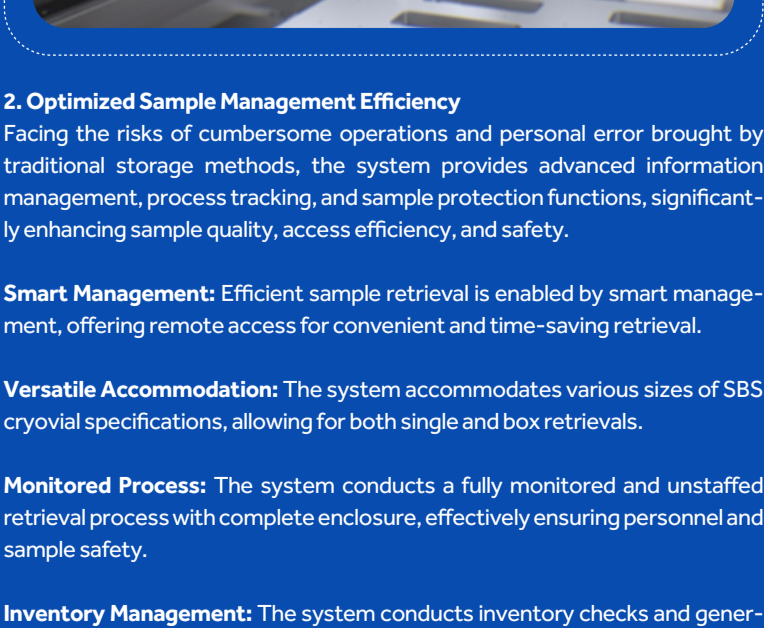 2. Optimized Sample Management Efficiency
Facing the risks of cumbersome operations and personal error brought by
traditional storage methods, the system provides advanced information
management, process tracking, and sample protection functions, significant-
ly enhancing sample quality, access efficiency, and safety.
Smart Management: Efficient sample retrieval is enabled by smart manage-
ment, offering remote access for convenient and time-saving retrieval.
Versatile Accommodation: The system accommodates various sizes of SBS
cryovial specifications, allowing for both single and box retrievals.
Monitored Process: The system conducts a fully monitored and unstaffed
retrieval process with complete enclosure, effectively ensuring personnel and
sample safety.
Inventory Management: The system conducts inventory checks and gener-